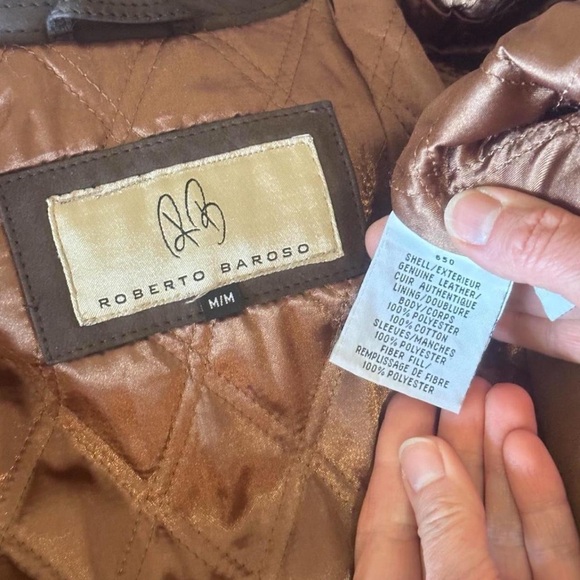 RB
ROBERTO BAROSO
M/M
650
SHELL/EXTÉRIEUR
GENUINE LEATHER/
CUIR AUTHENTIQUE
LINING/DOUBLURE
BODY/CORPS
100% POLYESTER
100% COTTON
SLEEVES/MANCHES
100% POLYESTER
FIBER FILL/
REMPLISSAGE DE FIBRE
100% POLYESTER